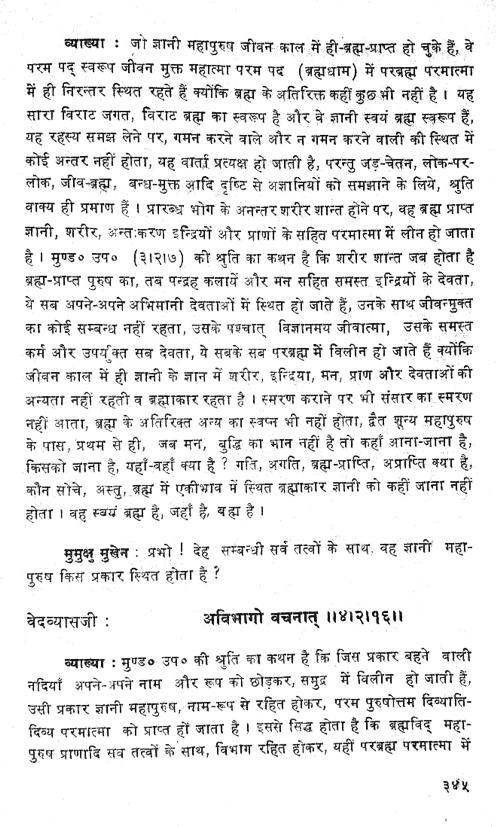 व्याख्या : जो ज्ञानी महापुरुष जीवन काल में ही-ब्रह्म-प्राप्त हो चुके हैं, वे
परम पद् स्वरूप जीवन मुक्त महात्मा परम पद (ब्रह्मधाम) में परब्रह्म परमात्मा
में ही निरन्तर स्थित रहते हैं क्योंकि ब्रह्म के अतिरिक्त कहीं कुछ भी नहीं है । यह
सारा विराट जगत, विराट ब्रह्म का स्वरूप है और वे ज्ञानी स्वयं ब्रह्म स्वरूप हैं,
यह रहस्य समझ लेने पर, गमन करने वाले और न गमन करने वाली की स्थित में
कोई अन्तर नहीं होता, यह वार्ता प्रत्यक्ष हो जाती है, परन्तु जड़-चेतन, लोक-पर-
लोक, जीव-ब्रह्म, बन्ध-मुक्त आदि दृष्टि से अज्ञानियों को समझाने के लिये, श्रुति
वाक्य ही प्रमाण हैं । प्रारब्ध भोग के अनन्तर शरीर शान्त होने पर, वह ब्रह्म प्राप्त
ज्ञानी, शरीर, अन्तःकरण इन्द्रियों और प्राणों के सहित परमात्मा में लीन हो जाता
है । मुण्ड० उप० (३।२।७) की श्रुति का कथन है कि शरीर शान्त जब होता है
ब्रह्म-प्राप्त पुरुष का, तब पन्द्रह कलायें और मन सहित समस्त इन्द्रियों के देवता,
ये सब अपने-अपने अभिमानी देवताओं में स्थित हो जाते हैं, उनके साथ जीवन्मुक्त
का कोई सम्बन्ध नहीं रहता, उसके पश्चात् विज्ञानमय जीवात्मा, उसके समस्त
कर्म और उपर्युक्त सब देवता, ये सबके सब परब्रह्म में विलीन हो जाते हैं क्योंकि
जीवन काल में ही ज्ञानी के ज्ञान में शरीर, इन्द्रिया, मन, प्राण और देवताओं की
अन्यता नहीं रहती व ब्रह्माकार रहता है । स्मरण कराने पर भी संसार का स्मरण
नहीं आता, ब्रह्म के अतिरिक्त अन्य का स्वप्न भी नहीं होता, द्वैत शून्य महापुरुष
के पास, प्रथम से ही, जब मन, बुद्धि का भान नहीं है तो कहाँ आना-जाना है,
किसको जाना है, यहाँ-वहाँ क्या है ? गति, अगति, ब्रह्म-प्राप्ति, अप्राप्ति क्या है,
कौन सोचे, अस्तु, ब्रह्म में एकीभाव में स्थित ब्रह्माकार ज्ञानी को कहीं जाना नहीं
होता । वह स्वयं ब्रह्म है, जहाँ है, वह्म है ।
मुमुक्षु मुखेन : प्रभो ! देह सम्बन्धी सर्व तत्वों के साथ, वह ज्ञानी महा-
पुरुष किस प्रकार स्थित होता है ?
वेदव्यासजी : अविभागो वचनात् ॥४।२।१६॥
व्याख्या : मुण्ड० उप० की श्रुति का कथन है कि जिस प्रकार बहने वाली
नदियाँ अपने-अपने नाम और रूप को छोड़कर, समुद्र में विलीन हो जाती हैं,
उसी प्रकार ज्ञानी महापुरुष, नाम-रूप से रहित होकर, परम पुरुषोत्तम दिव्याति-
दिव्य परमात्मा को प्राप्त हों जाता है । इससे सिद्ध होता है कि ब्रह्मविद् महा-
पुरुष प्राणादि सव तत्वों के साथ, विभाग रहित होकर, यहीं परब्रह्म परमात्मा में
३४५